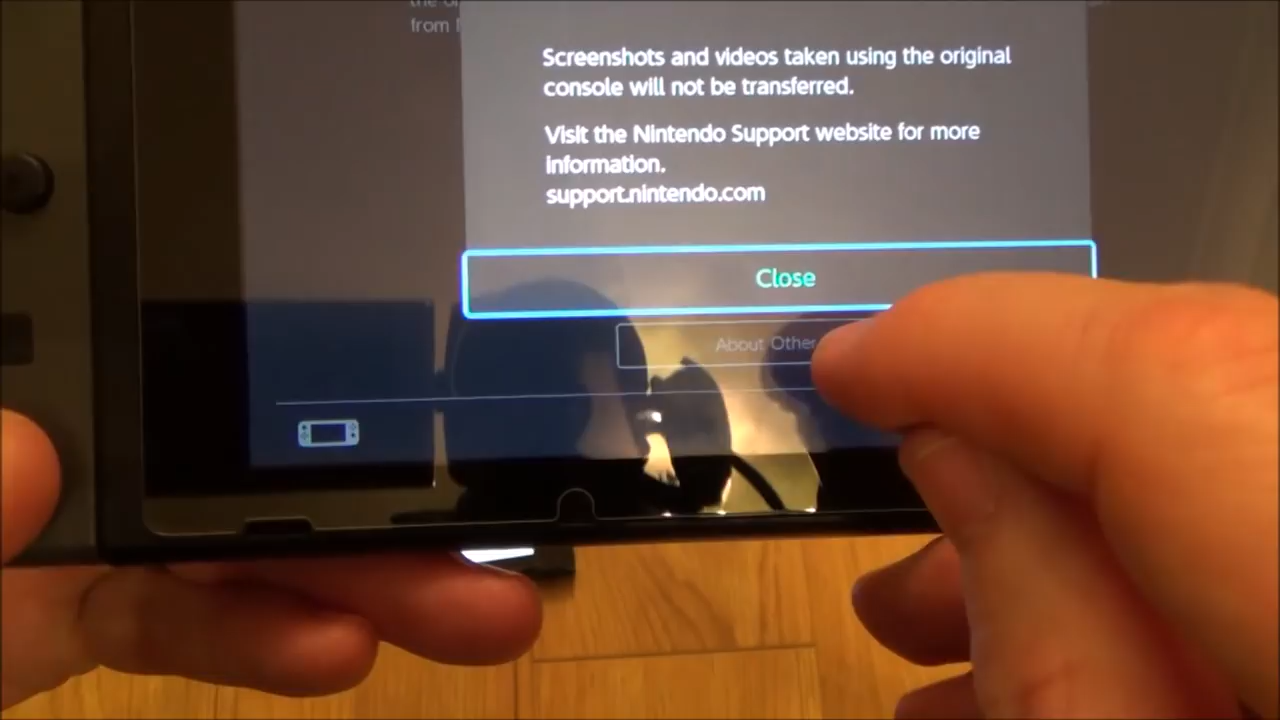 from
Screenshots and videos taken using the original
console will not be transferred.
Visit the Nintendo Support website for more
information.
support.nintendo.com
Close
About Other